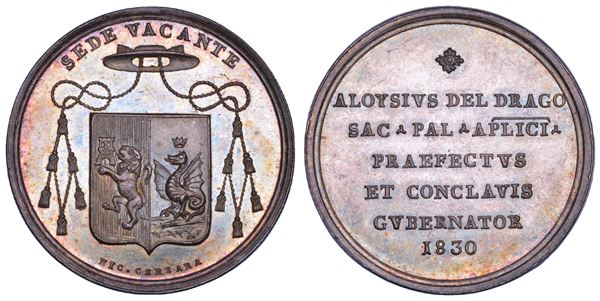 SEDE VACANTE
NIC. CERBARA
ALOYSIVS DEL DRAGO
SAC PAL APLICI
PRAEFECTVS
ET CONCLAVIS
GVBERNATOR
1830